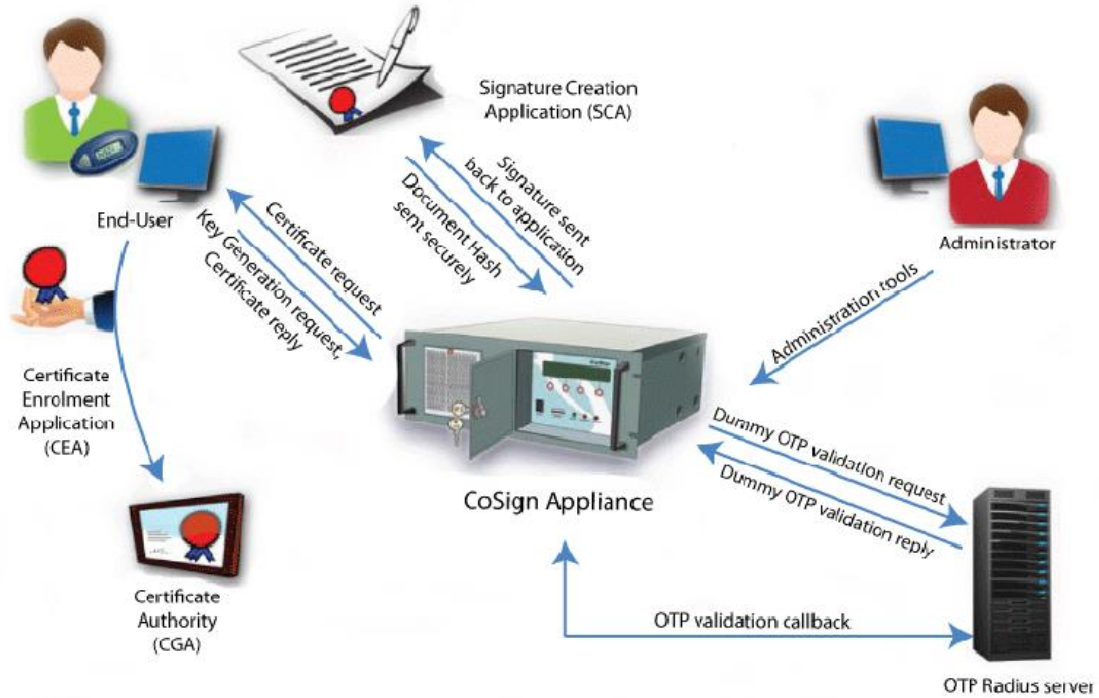 Signature Creation
Application (SCA)
End-User
Administrator
Signature sent
back to application
Document Hash
sent securely
Certificate request
Key Generation request,
Certificate reply
Administration tools
Certificate
Enrolment
Application
(CEA)
CoSign Appliance
Dummy OTP validation request
Dummy OTP validation reply
Certificate
Authority
(CGA)
OTP validation callback
OTP Radius server